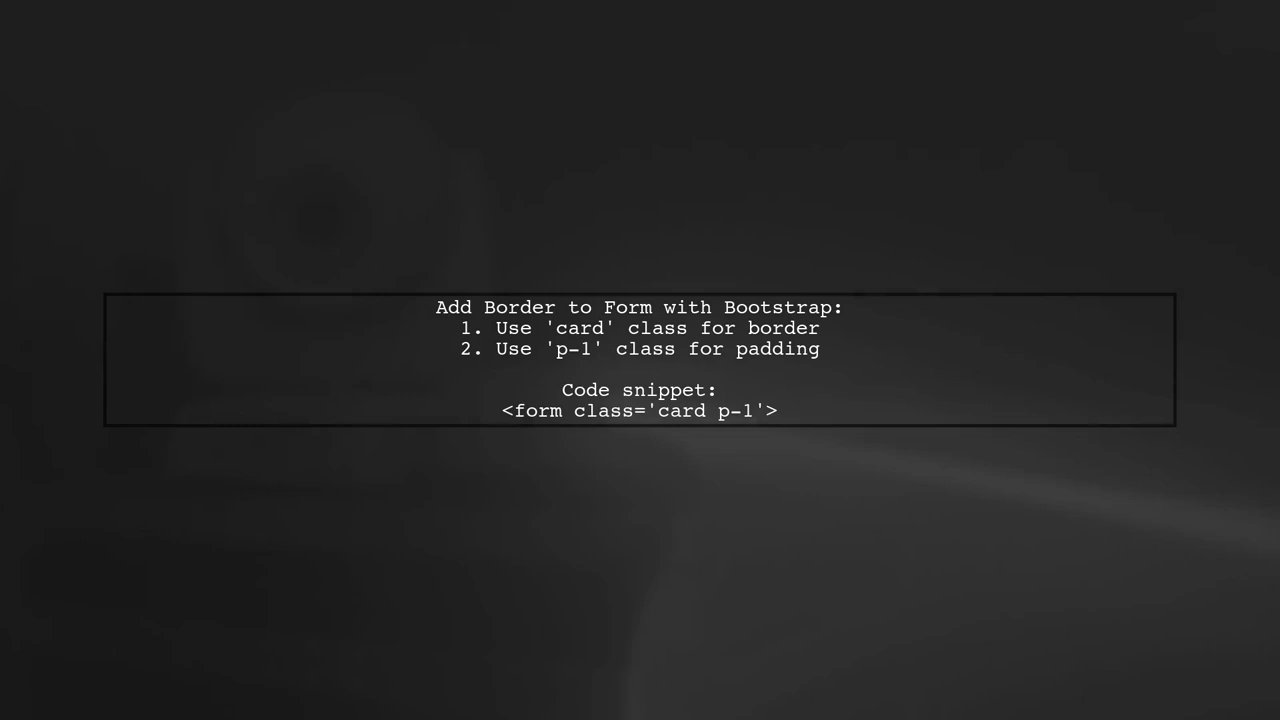 Add Border to Form with Bootstrap:
1. Use 'card' class for border
2. Use 'p-1' class for padding
Code snippet:
<form class='card p-1'>